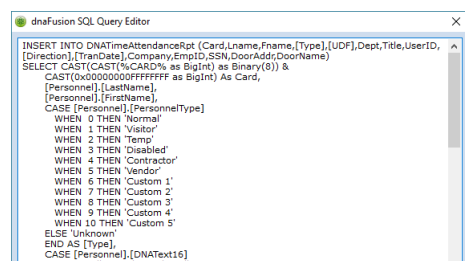 dnaFusion SQL Query Editor
INSERT INTO DNATimeAttendanceRpt (Card,Lname,Fname,[Type],[UDF],Dept,Title,UserID,
[Direction],[TranDate],Company,EmpID,SSN,DoorAddr,DoorName)
SELECT CAST(CAST(%CARD% as BigInt) as Binary(8)) &
CAST(0x00000000FFFFFFFF as BigInt) As Card,
[Personnel].[LastName],
[Personnel].[FirstName],
CASE [Personnel].[PersonnelType]
WHEN 0 THEN 'Normal'
WHEN 1 THEN 'Visitor'
WHEN 2 THEN 'Temp'
WHEN 3 THEN 'Disabled'
WHEN 4 THEN 'Contractor'
WHEN 5 THEN 'Vendor'
WHEN 6 THEN 'Custom 1'
WHEN 7 THEN 'Custom 2'
WHEN 8 THEN 'Custom 3'
WHEN 9 THEN 'Custom 4'
WHEN 10 THEN 'Custom 5'
ELSE 'Unknown'
END AS [Type],
CASE [Personnel].[DNAText16]